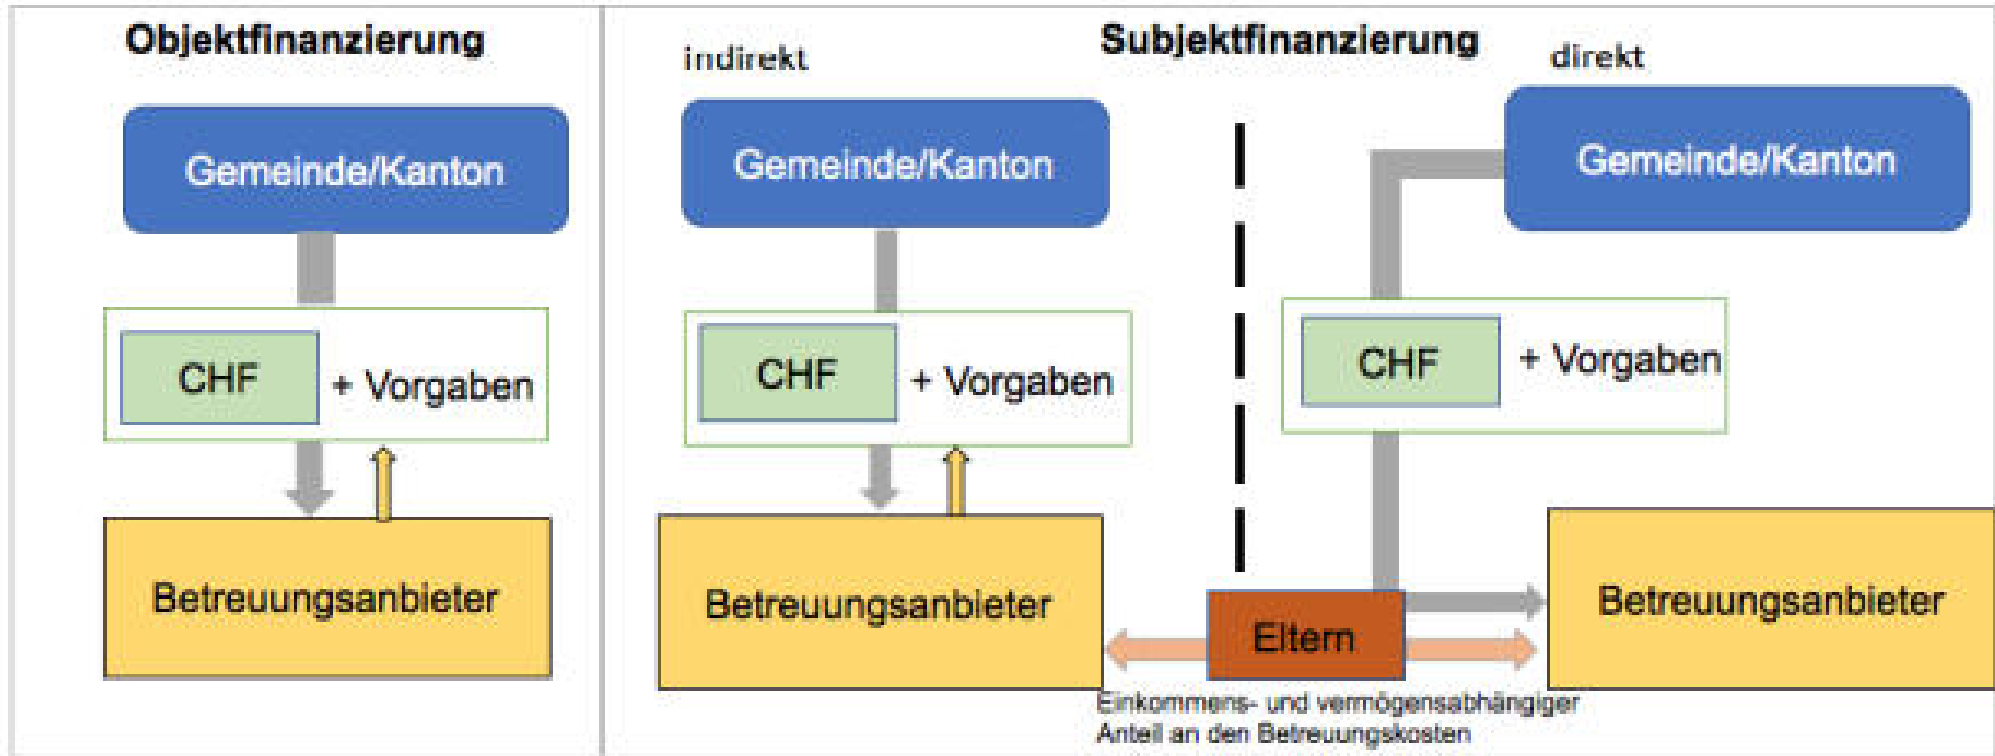 Objektfinanzierung
Gemeinde/Kanton
CHF
+ Vorgaben
Betreuungsanbieter
Subjektfinanzierung
indirekt
Gemeinde/Kanton
CHF
+ Vorgaben
Betreuungsanbieter
direkt
Gemeinde/Kanton
CHF
+ Vorgaben
Eltern
Betreuungsanbieter
Einkommens- und vermögensabhängiger
Anteil an den Betreuungskosten